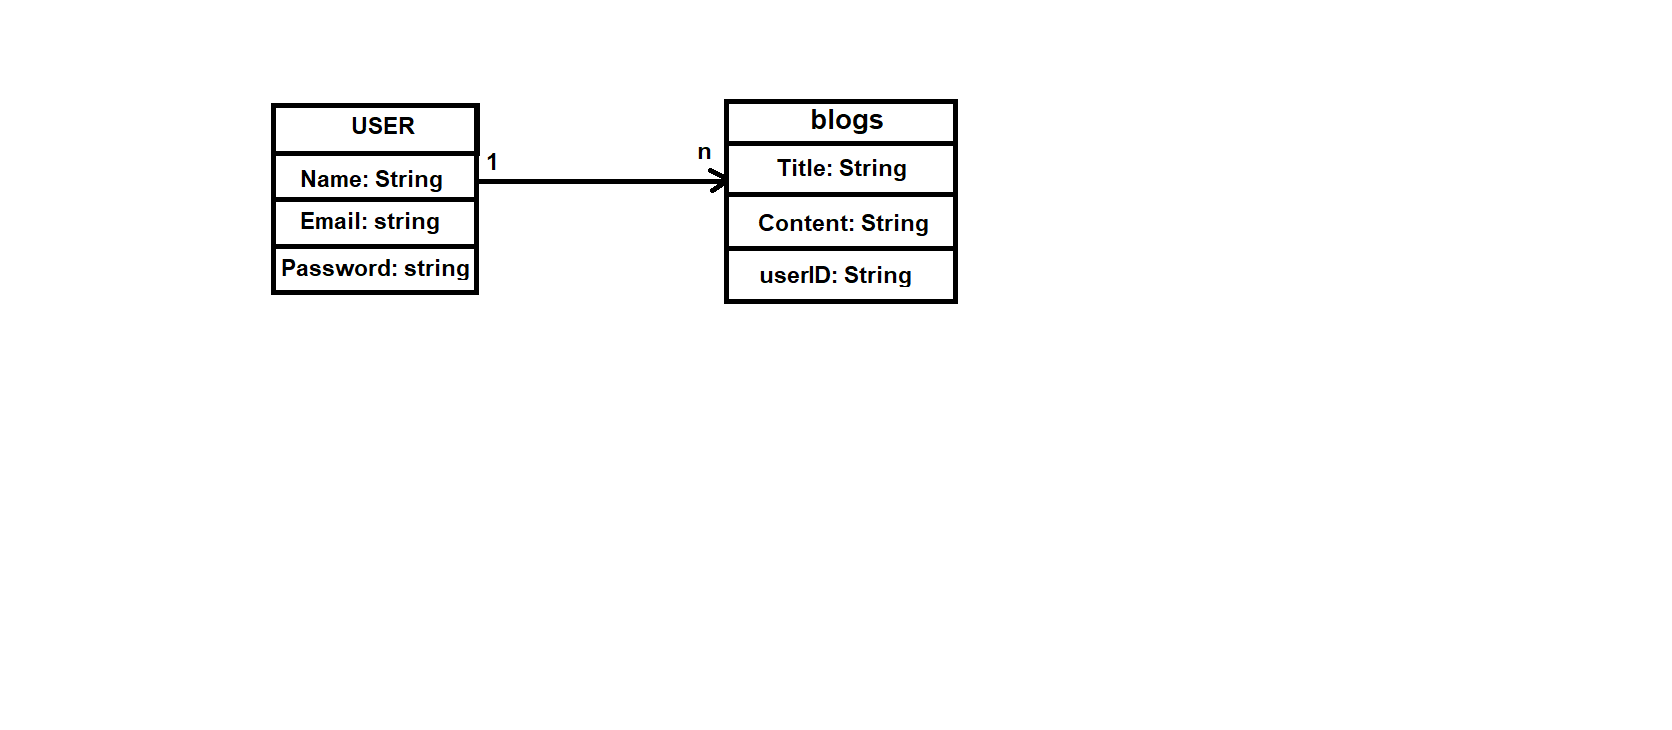 USER
Name: String
Email: string
Password: string
1
n
blogs
Title: String
Content: String
userID: String